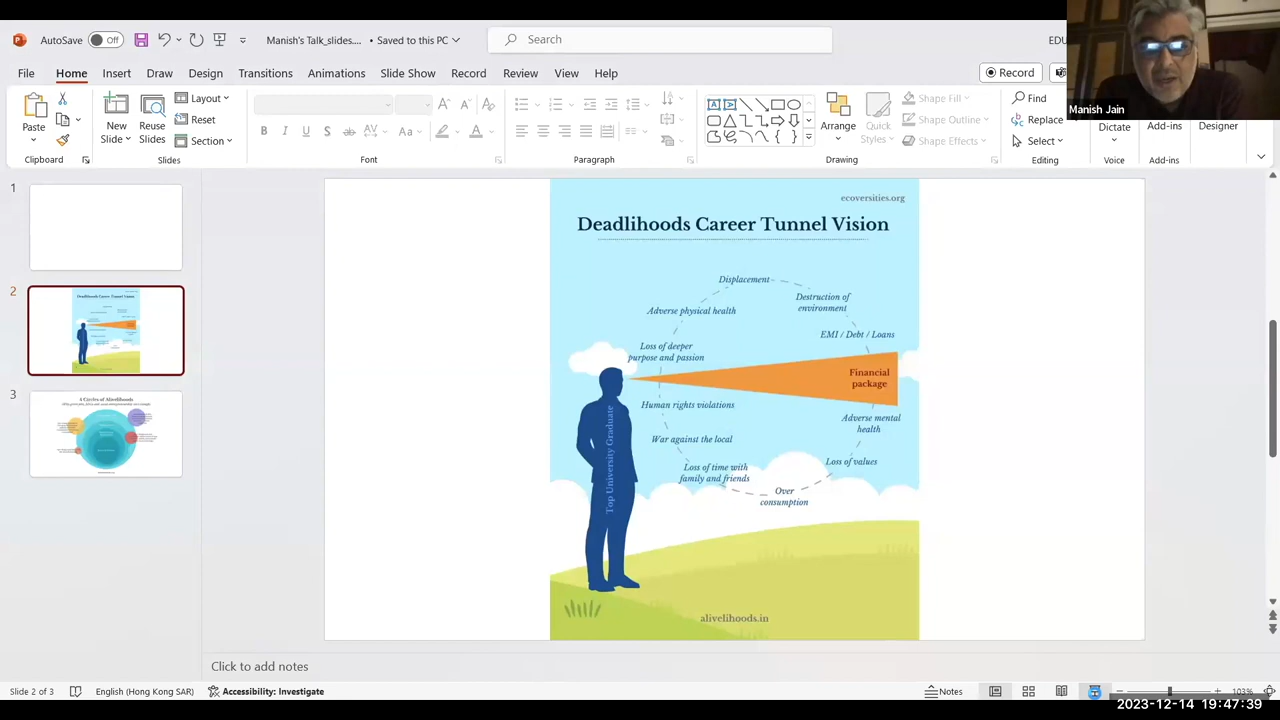 AutoSave Off Manish's Talk_slides.... • Saved to this PC Search EDU
File Home Insert Draw Design Transitions Animations Slide Show Record Review View Help Record
Manish Jain
Paste
New Slide
Reuse Slides
Layout
Reset
Section
Arrange
Quick Styles
Shape Fill
Shape Outline
Shape Effects
Find
Replace
Select
Dictate
Add-ins
Designer
Clipboard Slides Font Paragraph Drawing Editing Voice Add-ins
1
2
3
ecoversities.org
Deadlihoods Career Tunnel Vision
Displacement
Destruction of
environment
Adverse physical health
EMI / Debt / Loans
Loss of deeper
purpose and passion
Financial
package
Human rights violations
Adverse mental
health
War against the local
Loss of values
Loss of time with
family and friends
Over
consumption
Top University Graduate
alivelihoods.in
Click to add notes
Slide 2 of 3 English (Hong Kong SAR) Accessibility: Investigate Notes 103%
2023-12-14 19:47:39